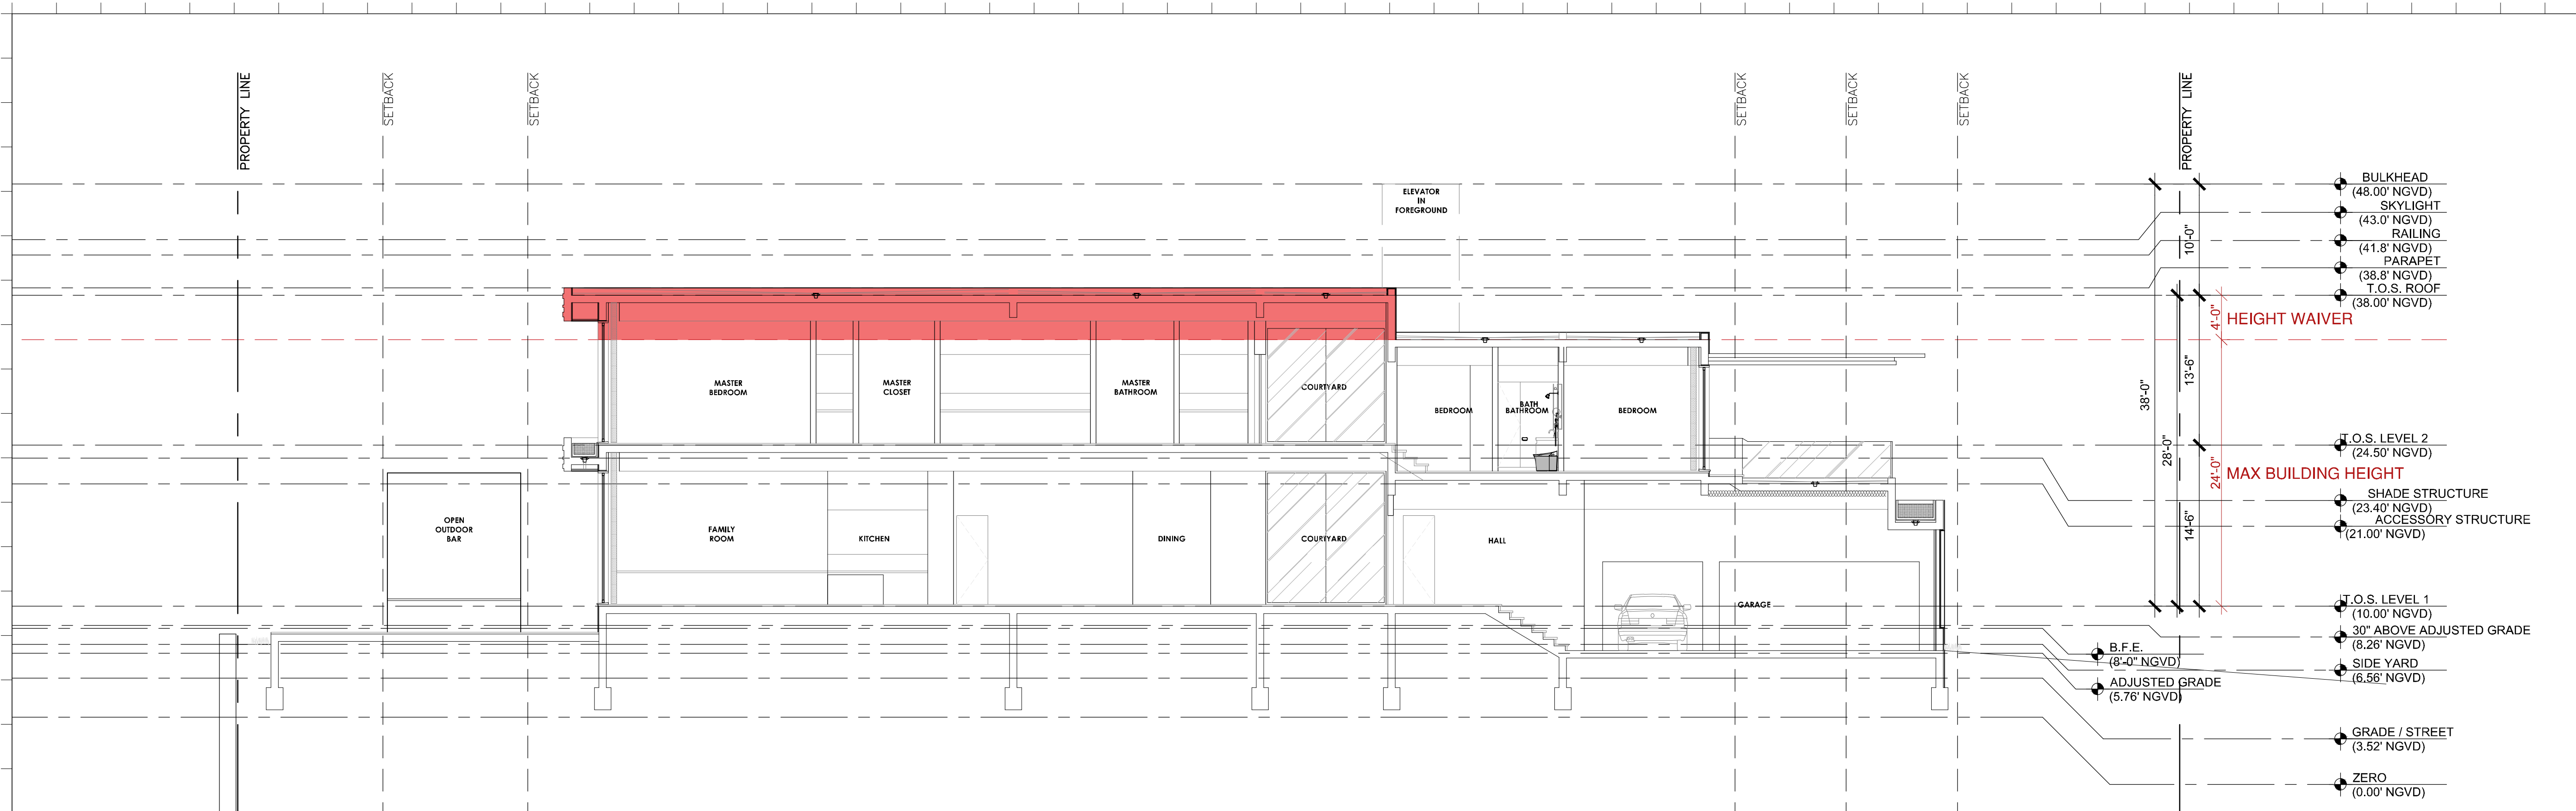 PROPERTY LINE
SETBACK
SETBACK
SETBACK
SETBACK
SETBACK
PROPERTY LINE
BULKHEAD
(48.00' NGVD)
SKYLIGHT
(43.0' NGVD)
RAILING
(41.8' NGVD)
PARAPET
(38.8' NGVD)
T.O.S. ROOF
(38.00' NGVD)
ELEVATOR
IN
FOREGROUND
10'-0"
4'-0"
HEIGHT WAIVER
13'-6"
38'-0"
28'-0"
24'-0"
MAX BUILDING HEIGHT
14'-6"
MASTER
BEDROOM
MASTER
CLOSET
MASTER
BATHROOM
COURTYARD
BEDROOM
BATH
BATHROOM
BEDROOM
T.O.S. LEVEL 2
(24.50' NGVD)
SHADE STRUCTURE
(23.40' NGVD)
ACCESSORY STRUCTURE
(21.00' NGVD)
OPEN
OUTDOOR
BAR
FAMILY
ROOM
KITCHEN
DINING
COURTYARD
HALL
GARAGE
T.O.S. LEVEL 1
(10.00' NGVD)
30" ABOVE ADJUSTED GRADE
(8.26' NGVD)
B.F.E.
(8'-0" NGVD)
SIDE YARD
(6.56' NGVD)
ADJUSTED GRADE
(5.76' NGVD)
GRADE / STREET
(3.52' NGVD)
ZERO
(0.00' NGVD)